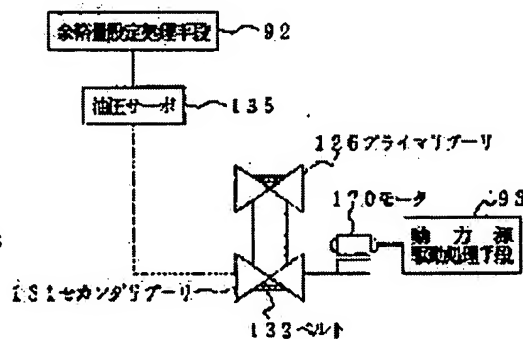 余裕量設定処理手段 92
油圧サーボ 135
126プライマリプーリ
170モータ
93
動力源
駆動処理手段
131セカンダリプーリ
133ベルト